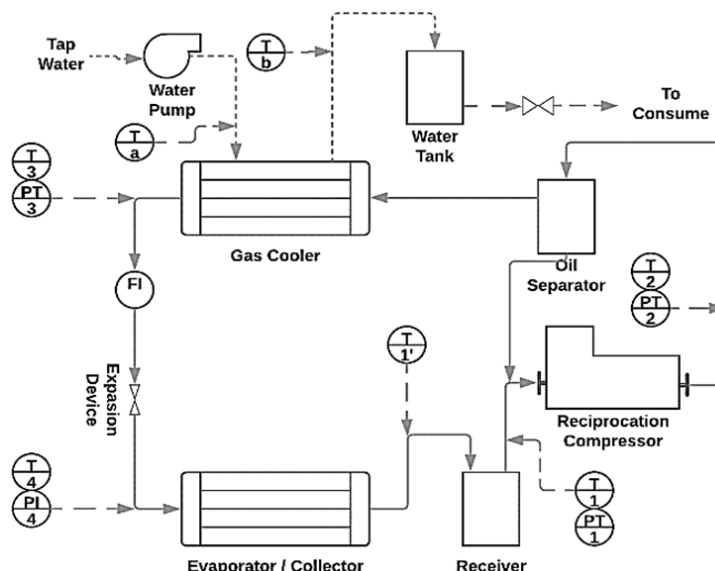 Tap
Water
Water
Pump
T
b
T
a
Water
Tank
To
Consume
T
3
PT
3
Gas Cooler
Oil
Separator
T
2
PT
2
FI
T
1'
Expasion
Device
Reciprocation
Compressor
T
4
PI
4
T
1
PT
1
Evaporator / Collector
Receiver